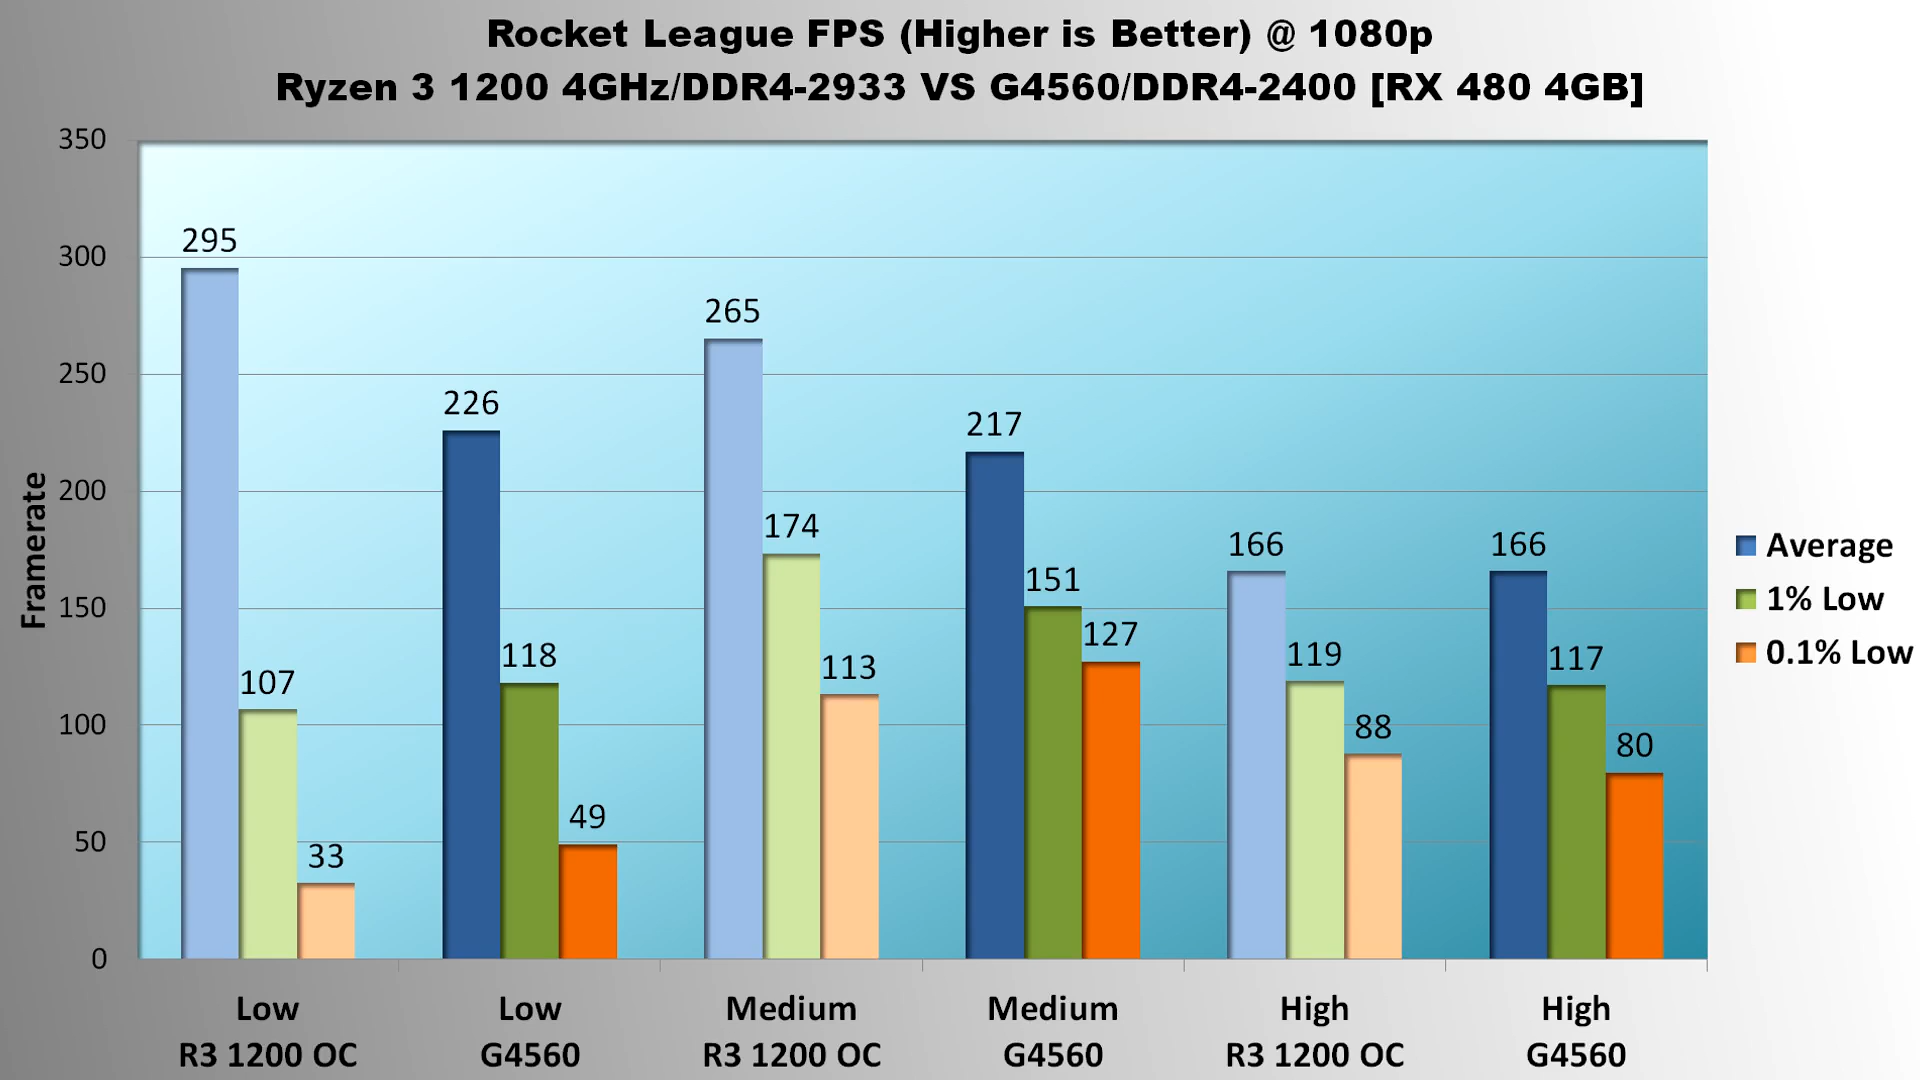 Rocket League FPS (Higher is Better) @ 1080p
Ryzen 3 1200 4GHz/DDR4-2933 VS G4560/DDR4-2400 [RX 480 4GB]
350
300
250
200
150
100
50
0
Framerate
295
107
33
226
118
49
265
174
113
217
151
127
166
119
88
166
117
80
Low
R3 1200 OC
Low
G4560
Medium
R3 1200 OC
Medium
G4560
High
R3 1200 OC
High
G4560
Average
1% Low
0.1% Low